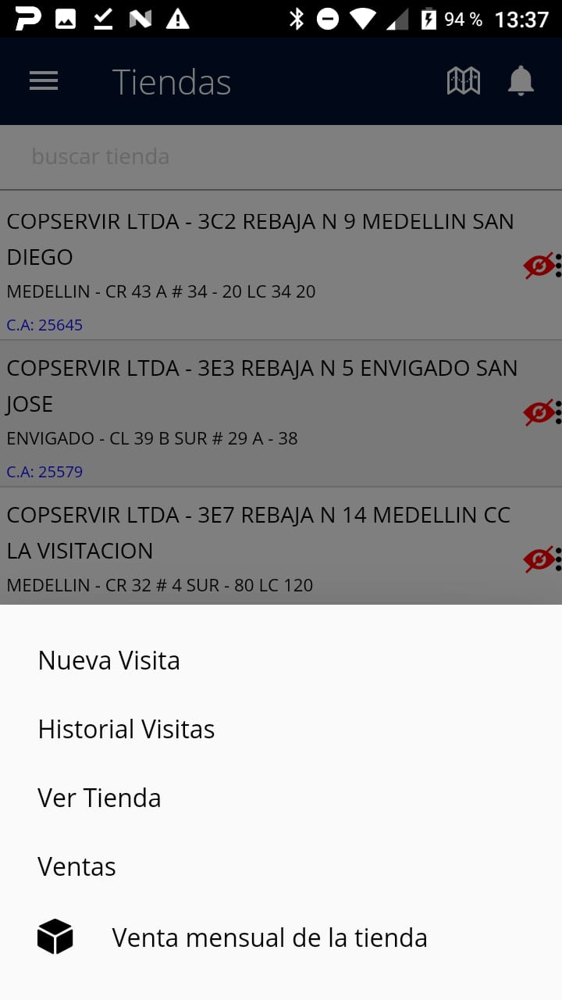 94 % 13:37
Tiendas
buscar tienda
COPSERVIR LTDA - 3C2 REBAJA N 9 MEDELLIN SAN
DIEGO
MEDELLIN - CR 43 A # 34 - 20 LC 34 20
C.A: 25645
COPSERVIR LTDA - 3E3 REBAJA N 5 ENVIGADO SAN
JOSE
ENVIGADO - CL 39 B SUR # 29 A - 38
C.A: 25579
COPSERVIR LTDA - 3E7 REBAJA N 14 MEDELLIN CC
LA VISITACION
MEDELLIN - CR 32 # 4 SUR - 80 LC 120
Nueva Visita
Historial Visitas
Ver Tienda
Ventas
Venta mensual de la tienda